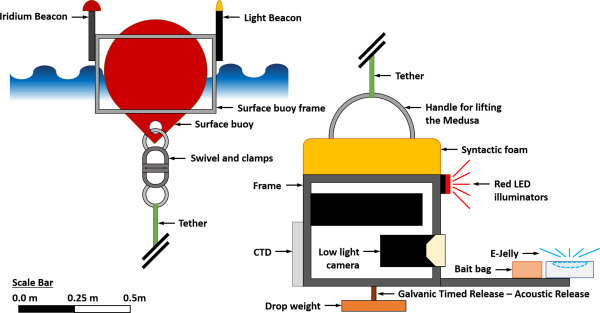 Iridium Beacon
Light Beacon
Surface buoy frame
Surface buoy
Swivel and clamps
Tether
Scale Bar
0.0 m 0.25 m 0.5m
Tether
Handle for lifting
the Medusa
Syntactic foam
Frame
Red LED
illuminators
CTD
Low light
camera
E-Jelly
Bait bag
Galvanic Timed Release – Acoustic Release
Drop weight